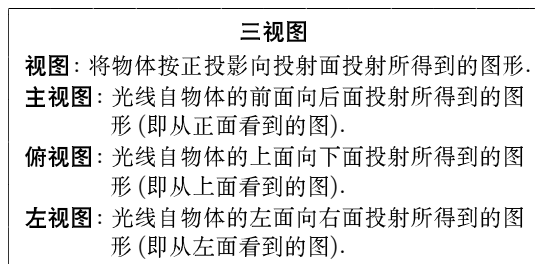 三视图
视图：将物体按正投影向投射面投射所得到的图形.
主视图：光线自物体的前面向后面投射所得到的图
形(即从正面看到的图).
俯视图：光线自物体的上面向下面投射所得到的图
形(即从上面看到的图).
左视图：光线自物体的左面向右面投射所得到的图
形(即从左面看到的图).